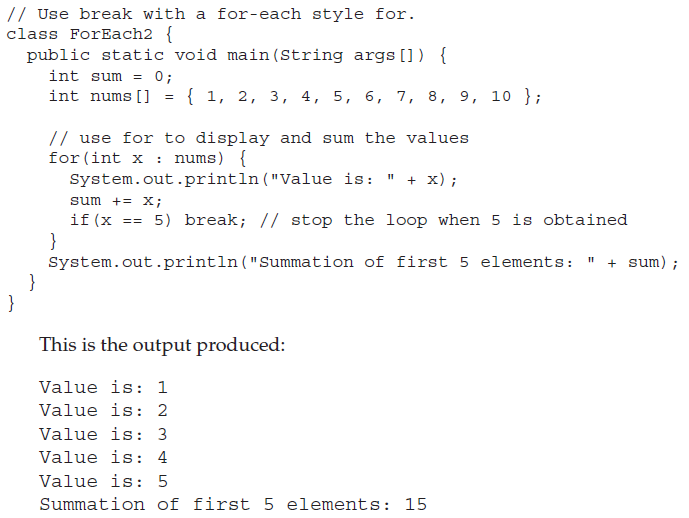 // Use break with a for-each style for.
class ForEach2 {
  public static void main(String args[]) {
    int sum = 0;
    int nums[] = { 1, 2, 3, 4, 5, 6, 7, 8, 9, 10 };

    // use for to display and sum the values
    for(int x : nums) {
      System.out.println("Value is: " + x);
      sum += x;
      if(x == 5) break; // stop the loop when 5 is obtained
    }
    System.out.println("Summation of first 5 elements: " + sum);
  }
}
This is the output produced:
Value is: 1
Value is: 2
Value is: 3
Value is: 4
Value is: 5
Summation of first 5 elements: 15